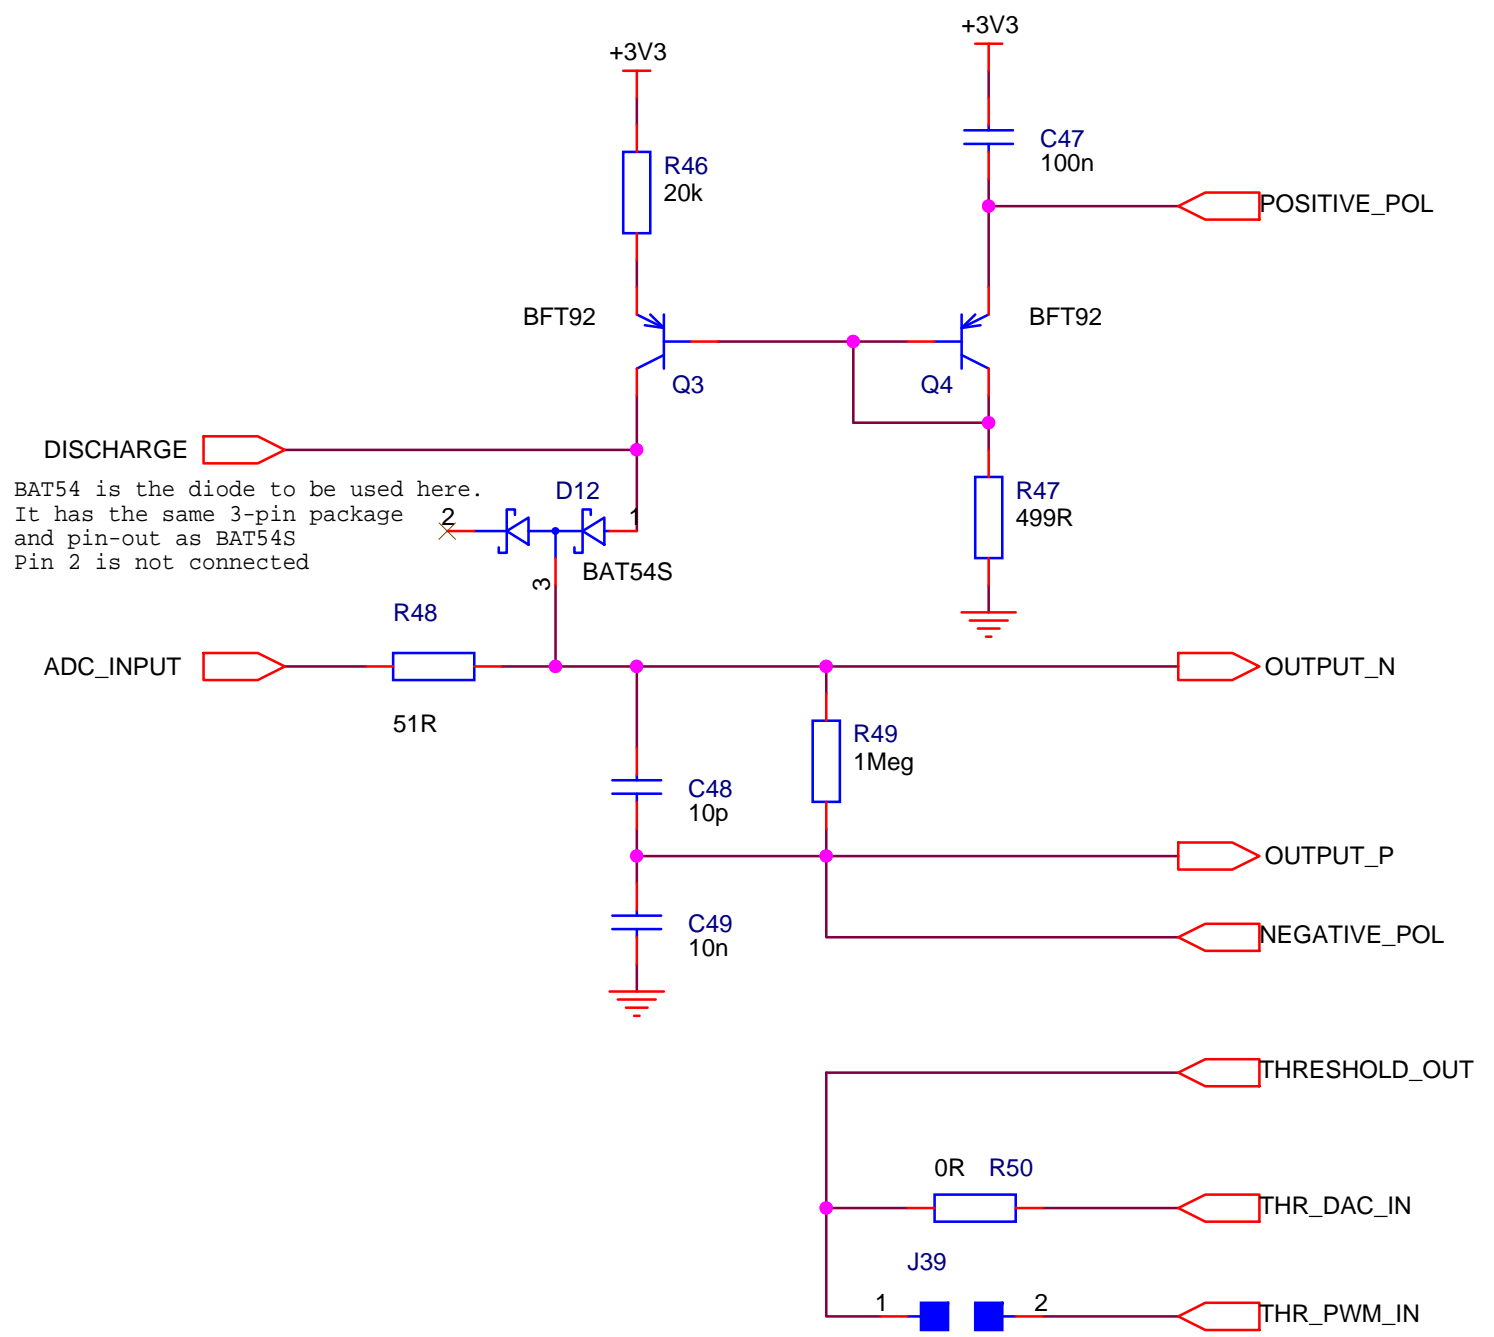 +3V3
+3V3
C47
100n
R46
20k
POSITIVE_POL
BFT92
BFT92
Q3
Q4
DISCHARGE
BAT54 is the diode to be used here.
It has the same 3-pin package
and pin-out as BAT54S
Pin 2 is not connected
D12
2
1
BAT54S
3
R47
499R
R48
ADC_INPUT
51R
OUTPUT_N
R49
1Meg
C48
10p
OUTPUT_P
C49
10n
NEGATIVE_POL
THRESHOLD_OUT
0R R50
THR_DAC_IN
J39
1
2
THR_PWM_IN